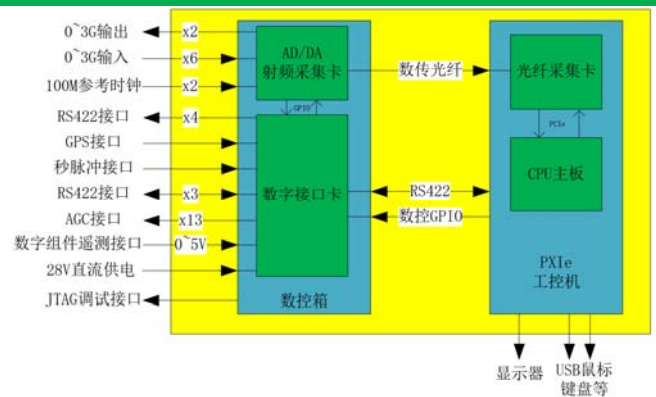 0~3G输出
x2
0~3G输入
x6
100M参考时钟
x2
RS422接口
x4
GPS接口
秒脉冲接口
RS422接口
x3
AGC接口
x13
数字组件遥测接口
0~5V
28V直流供电
JTAG调试接口
AD/DA
射频采集卡
GPIO
数字接口卡
数控箱
数传光纤
RS422
数控GPIO
光纤采集卡
PCIe
CPU主板
PXIe
工控机
显示器
USB鼠标
键盘等